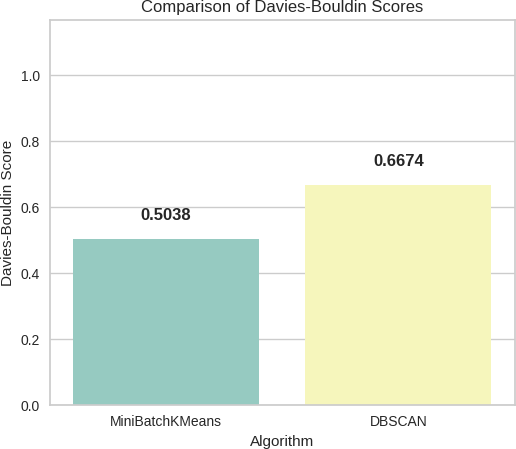 Comparison of Davies-Bouldin Scores
Davies-Bouldin Score
1.0
0.8
0.6
0.4
0.2
0.0
0.5038
0.6674
MiniBatchKMeans
DBSCAN
Algorithm